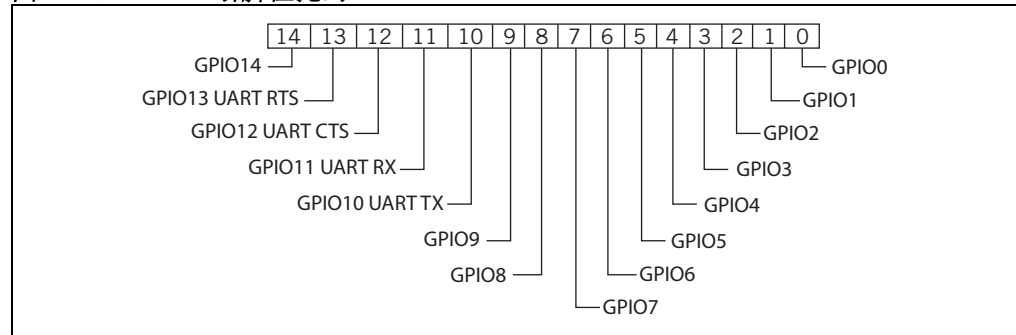 14 13 12 11 10 9 8 7 6 5 4 3 2 1 0
GPIO14 GPIO0
GPIO13 UART RTS GPIO1
GPIO12 UART CTS GPIO2
GPIO11 UART RX GPIO3
GPIO10 UART TX GPIO4
GPIO9 GPIO5
GPIO8 GPIO6
GPIO7